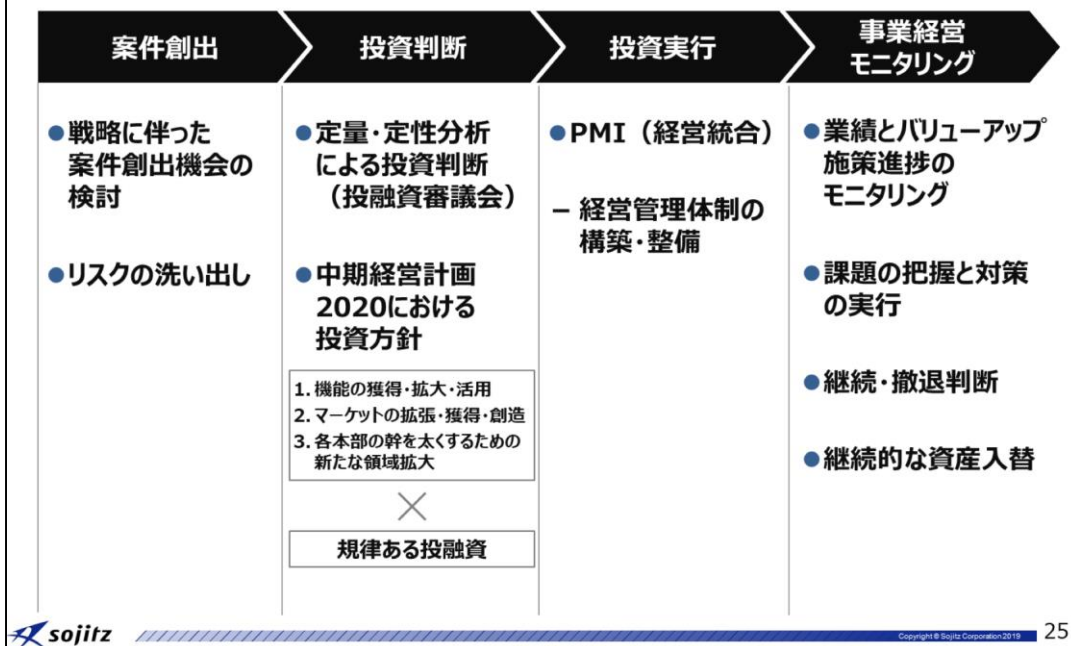 案件創出
投資判断
投資実行
事業経営
モニタリング
●戦略に伴った
案件創出機会の
検討
●リスクの洗い出し
●定量・定性分析
による投資判断
（投融資審議会）
●中期経営計画
2020における
投資方針
1. 機能の獲得・拡大・活用
2. マーケットの拡張・獲得・創造
3. 各本部の幹を太くするための
新たな領域拡大
×
規律ある投融資
●PMI（経営統合）
− 経営管理体制の
構築・整備
●業績とバリューアップ
施策進捗の
モニタリング
●課題の把握と対策
の実行
●継続・撤退判断
●継続的な資産入替
sojitz
Copyright © Sojitz Corporation 2019
25